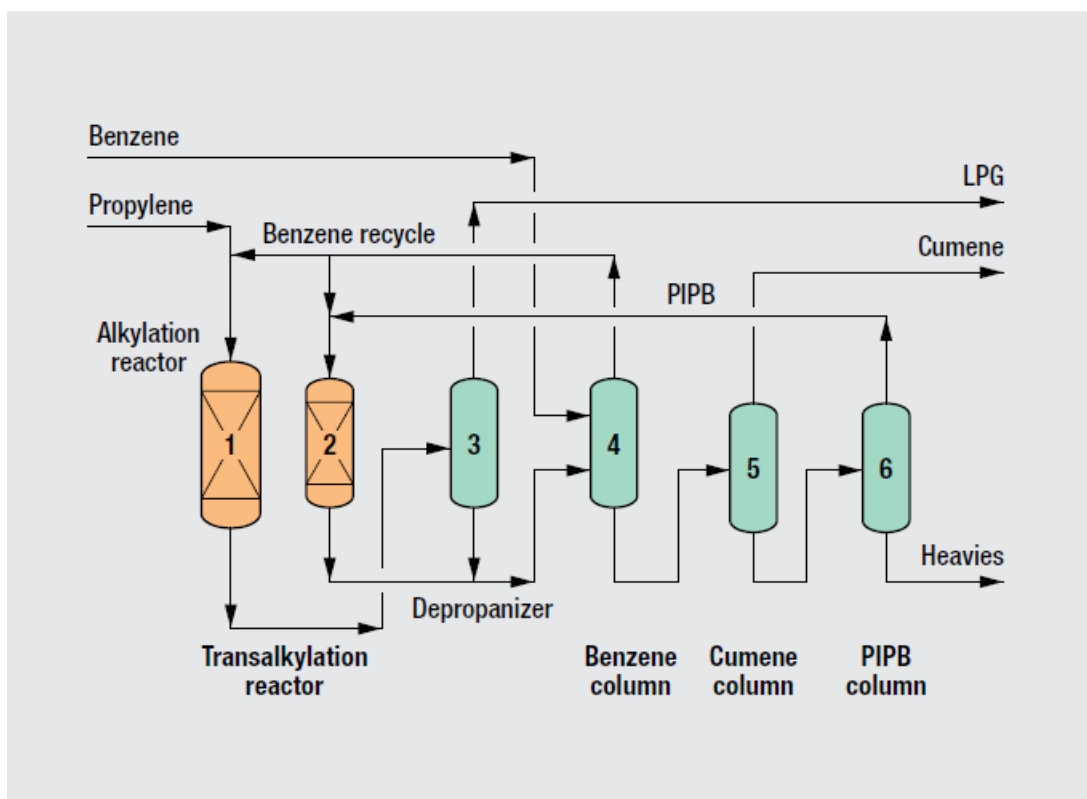 Benzene
LPG
Propylene
Benzene recycle
Cumene
PIPB
Alkylation
reactor
1
2
3
4
5
6
Heavies
Depropanizer
Transalkylation
reactor
Benzene
column
Cumene
column
PIPB
column